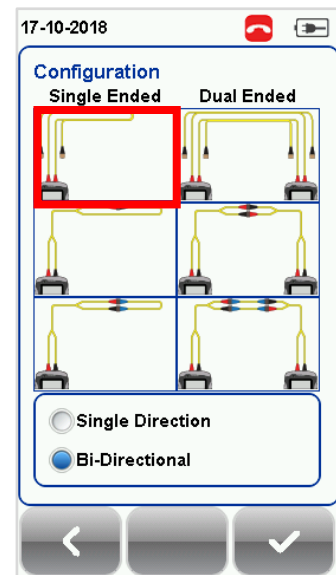 17-10-2018
Configuration
Single Ended Dual Ended
Single Direction
Bi-Directional